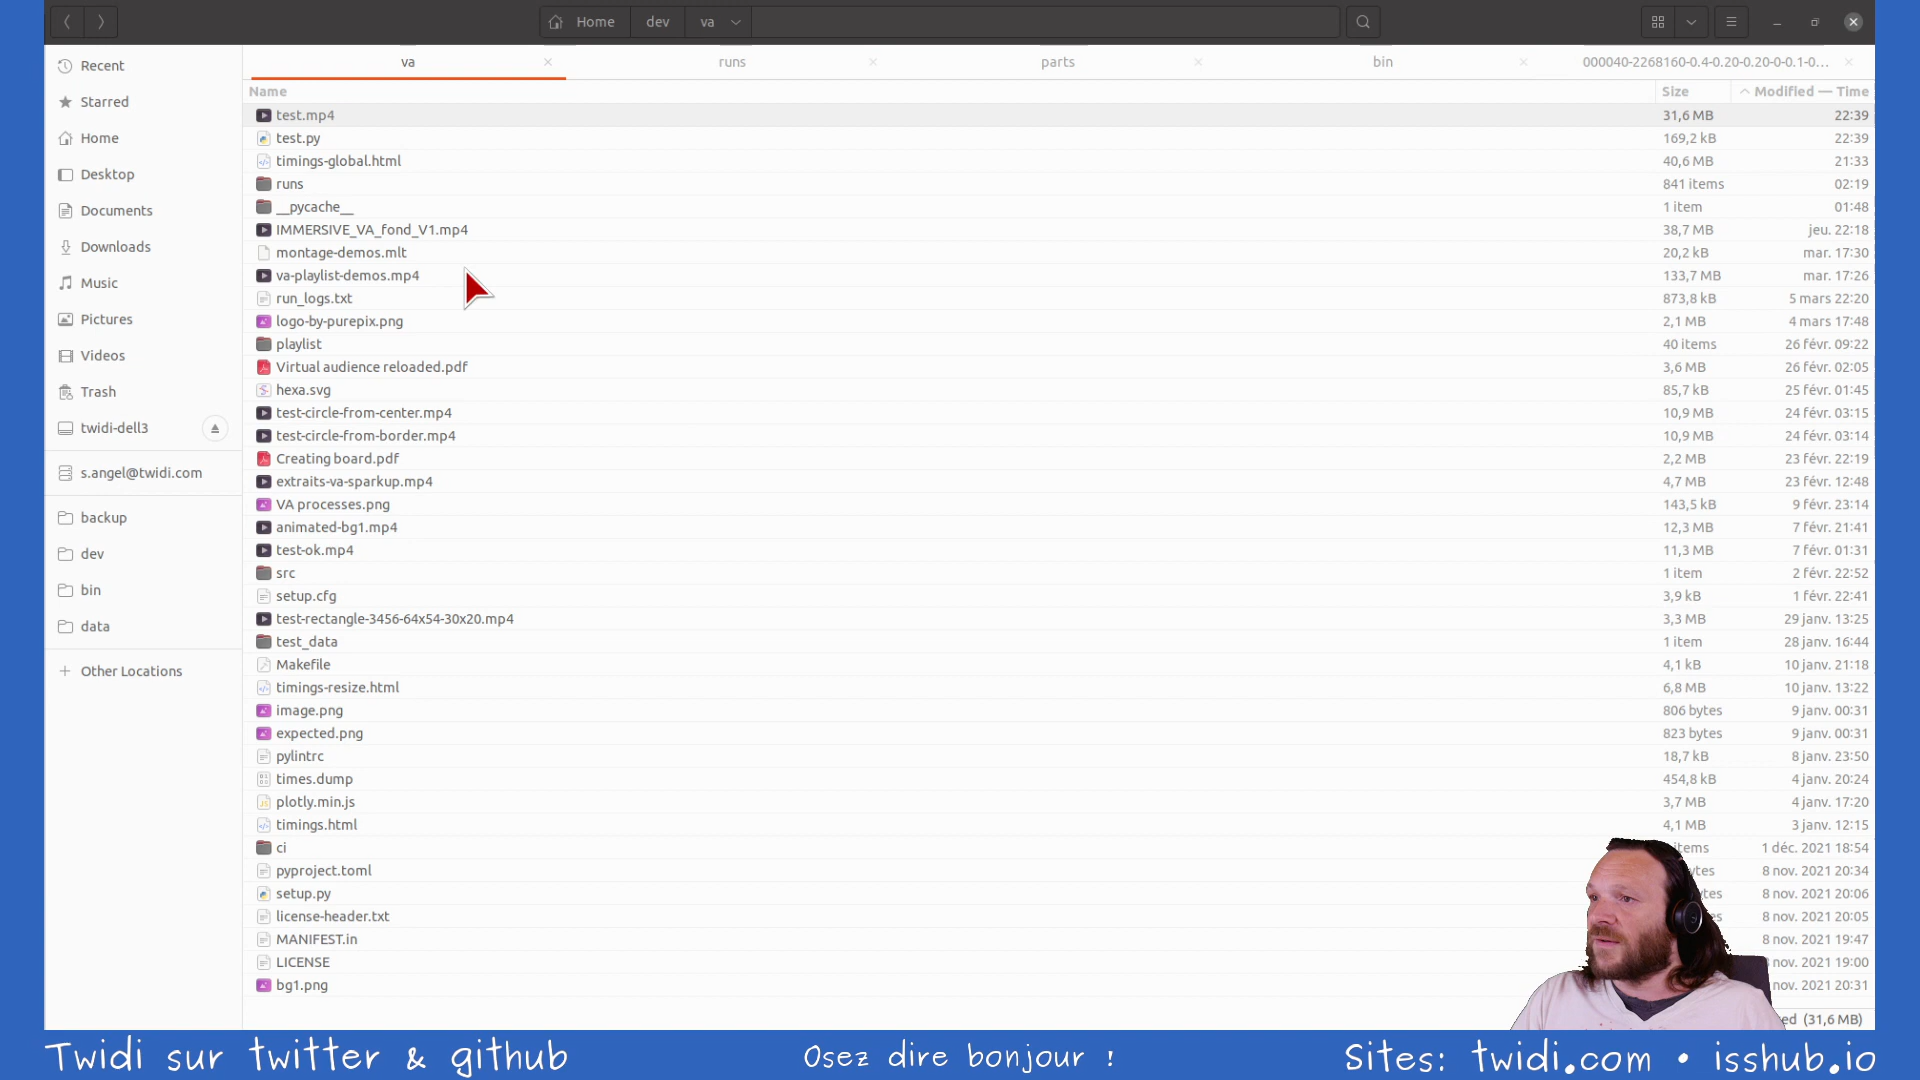 Home dev va
Recent
Starred
Home
Desktop
Documents
Downloads
Music
Pictures
Videos
Trash
twidi-dell3
s.angel@twidi.com
backup
dev
bin
data
Other Locations
va runs parts bin 000040-2268160-0.4-0.20-0.20-0-0.1-0...
Name Size Modified — Time
test.mp4 31,6 MB 22:39
test.py 169,2 kB 22:39
timings-global.html 40,6 MB 21:33
runs 841 items 02:19
__pycache__ 1 item 01:48
IMMERSIVE_VA_fond_V1.mp4 38,7 MB jeu. 22:18
montage-demos.mlt 20,2 kB mar. 17:30
va-playlist-demos.mp4 133,7 MB mar. 17:26
run_logs.txt 873,8 kB 5 mars 22:20
logo-by-purepix.png 2,1 MB 4 mars 17:48
playlist 40 items 26 févr. 09:22
Virtual audience reloaded.pdf 3,6 MB 26 févr. 02:05
hexa.svg 85,7 kB 25 févr. 01:45
test-circle-from-center.mp4 10,9 MB 24 févr. 03:15
test-circle-from-border.mp4 10,9 MB 24 févr. 03:14
Creating board.pdf 2,2 MB 23 févr. 22:19
extraits-va-sparkup.mp4 4,7 MB 23 févr. 12:48
VA processes.png 143,5 kB 9 févr. 23:14
animated-bg1.mp4 12,3 MB 7 févr. 21:41
test-ok.mp4 11,3 MB 7 févr. 01:31
src 1 item 2 févr. 22:52
setup.cfg 3,9 kB 1 févr. 22:41
test-rectangle-3456-64x54-30x20.mp4 3,3 MB 29 janv. 13:25
test_data 1 item 28 janv. 16:44
Makefile 4,1 kB 10 janv. 21:18
timings-resize.html 6,8 MB 10 janv. 13:22
image.png 806 bytes 9 janv. 00:31
expected.png 823 bytes 9 janv. 00:31
pylintrc 18,7 kB 8 janv. 23:50
times.dump 454,8 kB 4 janv. 20:24
plotly.min.js 3,7 MB 4 janv. 17:20
timings.html 4,1 MB 3 janv. 12:15
ci items 1 déc. 2021 18:54
pyproject.toml 8 nov. 2021 20:34
setup.py 8 nov. 2021 20:06
license-header.txt 8 nov. 2021 20:05
MANIFEST.in 8 nov. 2021 19:47
LICENSE nov. 2021 19:00
bg1.png nov. 2021 20:31
(31,6 MB)
Twidi sur twitter & github
Osez dire bonjour !
Sites: twidi.com • isshub.io